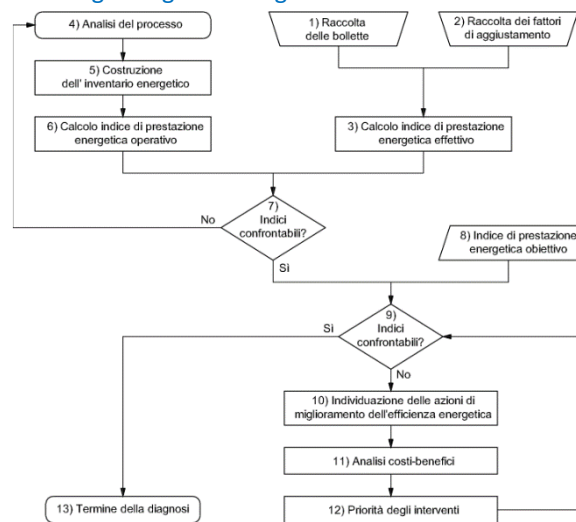 4) Analisi del processo
1) Raccolta
delle bollette
2) Raccolta dei fattori
di aggiustamento
5) Costruzione
dell' inventario energetico
6) Calcolo indice di prestazione
energetica operativo
3) Calcolo indice di prestazione
energetica effettivo
7)
Indici
confrontabili?
No
Sì
8) Indice di prestazione
energetica obiettivo
9)
Indici
confrontabili?
Sì
No
10) Individuazione delle azioni di
miglioramento dell'efficienza energetica
11) Analisi costi-benefici
12) Priorità degli interventi
13) Termine della diagnosi